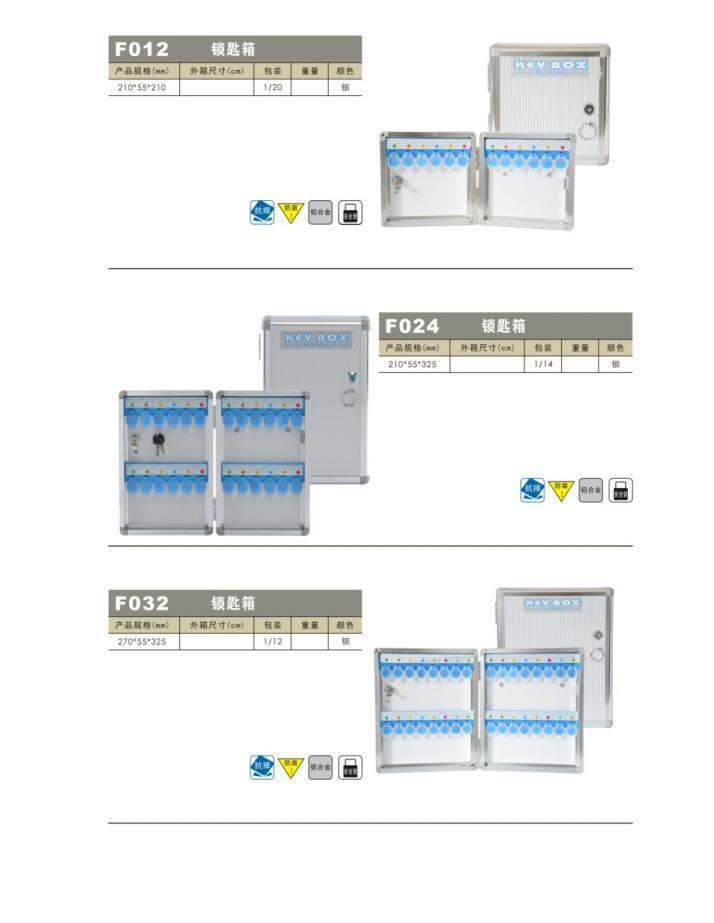 F012 锁匙箱
产品规格(mm) 外箱尺寸(cm) 包装 重量 颜色
210*55*210 1/20 银
KEY BOX
抗摔 防腐! 铝合金 安全锁
KEY BOX
F024 锁匙箱
产品规格(mm) 外箱尺寸(cm) 包装 重量 颜色
210*55*325 1/14 银
抗摔 防腐! 铝合金 安全锁
F032 锁匙箱
产品规格(mm) 外箱尺寸(cm) 包装 重量 颜色
270*55*325 1/12 银
KEY BOX
抗摔 防腐! 铝合金 安全锁